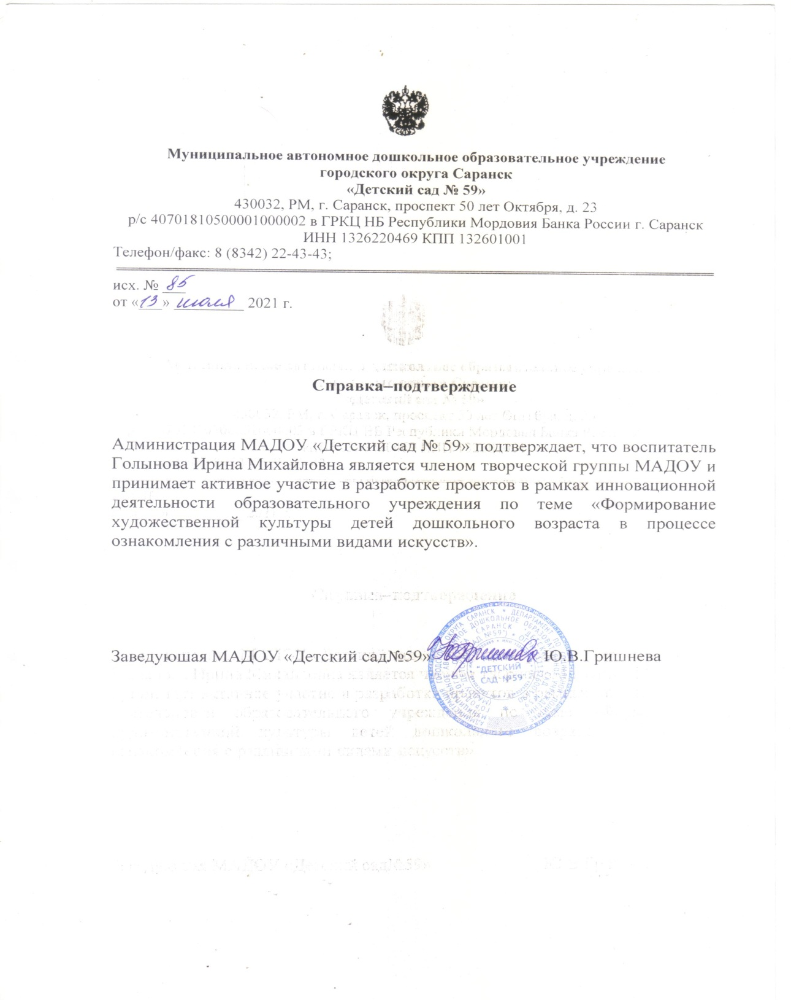 Муниципальное автономное дошкольное образовательное учреждение
городского округа Саранск
«Детский сад № 59»
430032, РМ, г. Саранск, проспект 50 лет Октября, д. 23
р/с 40701810500001000002 в ГРКЦ НБ Республики Мордовия Банка России г. Саранск
ИНН 1326220469 КПП 132601001
Телефон/факс: 8 (8342) 22-43-43;
исх. № 85
от «13» июля 2021 г.
Справка–подтверждение
Администрация МАДОУ «Детский сад № 59» подтверждает, что воспитатель
Голынова Ирина Михайловна является членом творческой группы МАДОУ и
принимает активное участие в разработке проектов в рамках инновационной
деятельности образовательного учреждения по теме «Формирование
художественной культуры детей дошкольного возраста в процессе
ознакомления с различными видами искусств».
Заведуюшая МАДОУ «Детский сад№59» Ю.В.Гришнева
"ДЕТСКИЙ
САД №59"